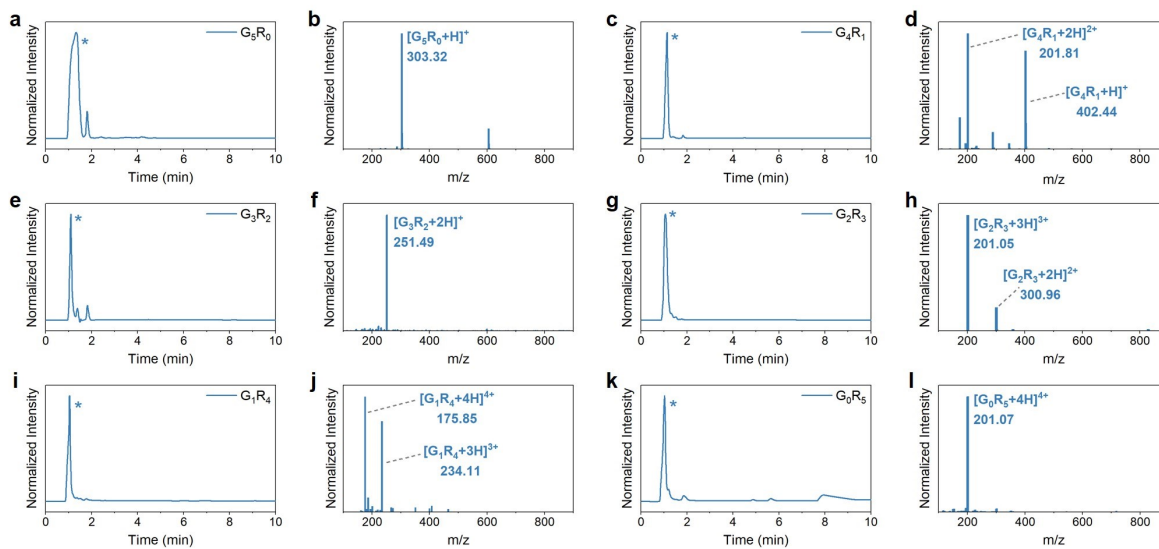 a
Normalized Intensity
G₅R₀
*
0 2 4 6 8 10
Time (min)
b
Normalized Intensity
[G₅R₀+H]⁺
303.32
200 400 600 800
m/z
c
Normalized Intensity
G₄R₁
*
0 2 4 6 8 10
Time (min)
d
Normalized Intensity
[G₄R₁+2H]²⁺
201.81
[G₄R₁+H]⁺
402.44
200 400 600 800
m/z
e
Normalized Intensity
G₃R₂
*
0 2 4 6 8 10
Time (min)
f
Normalized Intensity
[G₃R₂+2H]⁺
251.49
200 400 600 800
m/z
g
Normalized Intensity
G₂R₃
*
0 2 4 6 8 10
Time (min)
h
Normalized Intensity
[G₂R₃+3H]³⁺
201.05
[G₂R₃+2H]²⁺
300.96
200 400 600 800
m/z
i
Normalized Intensity
G₁R₄
*
0 2 4 6 8 10
Time (min)
j
Normalized Intensity
[G₁R₄+4H]⁴⁺
175.85
[G₁R₄+3H]³⁺
234.11
200 400 600 800
m/z
k
Normalized Intensity
G₀R₅
*
0 2 4 6 8 10
Time (min)
l
Normalized Intensity
[G₀R₅+4H]⁴⁺
201.07
200 400 600 800
m/z